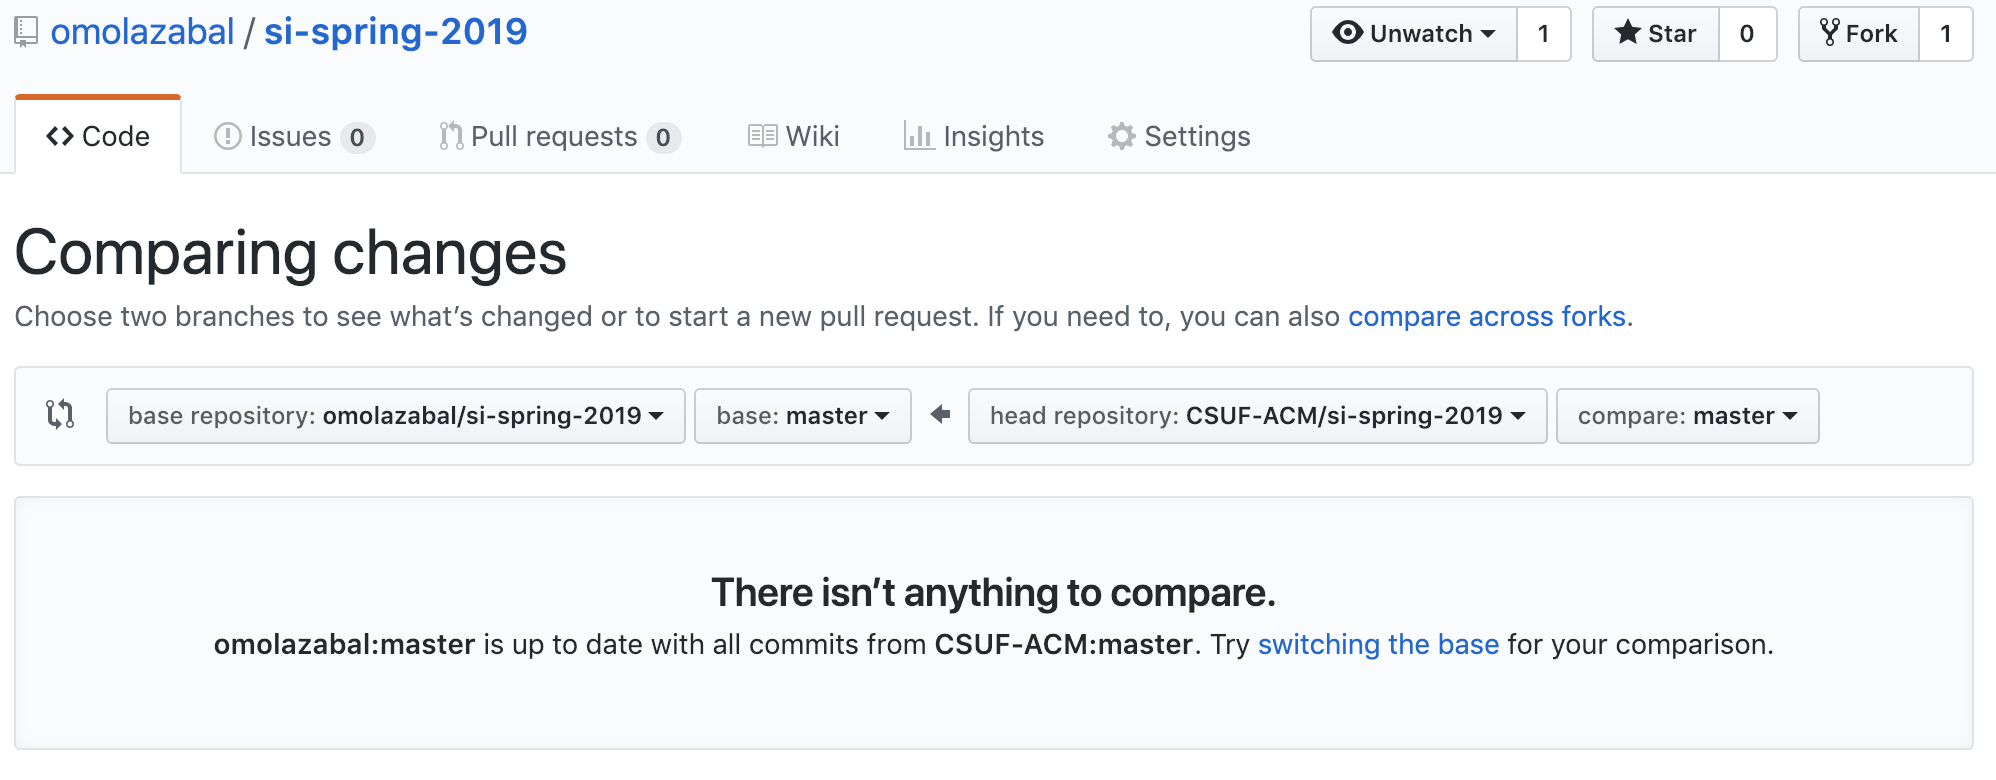 omolazabal / si-spring-2019
Unwatch 1 Star 0 Fork 1
Code Issues 0 Pull requests 0 Wiki Insights Settings
Comparing changes
Choose two branches to see what’s changed or to start a new pull request. If you need to, you can also compare across forks.
base repository: omolazabal/si-spring-2019 base: master head repository: CSUF-ACM/si-spring-2019 compare: master
There isn’t anything to compare.
omolazabal:master is up to date with all commits from CSUF-ACM:master. Try switching the base for your comparison.